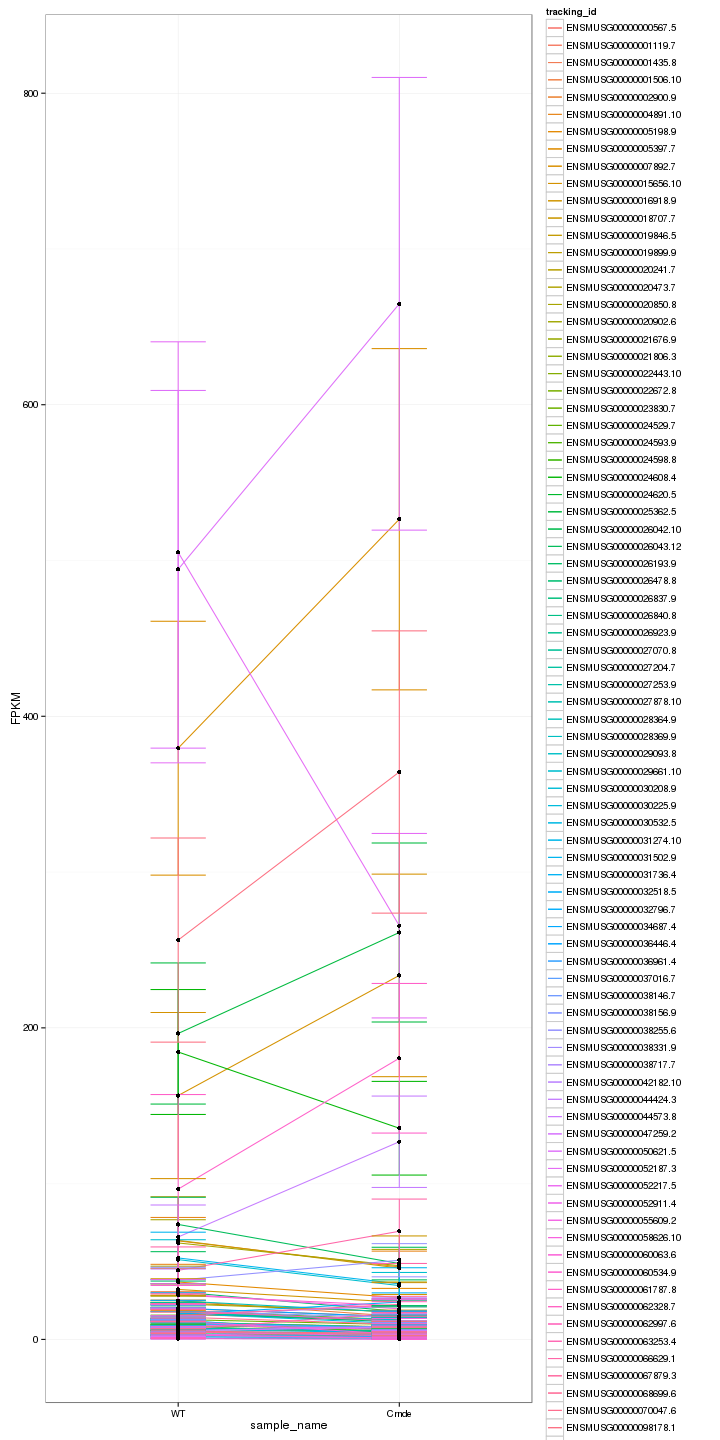 tracking_id
ENSMUSG00000000567.5
ENSMUSG00000001119.7
ENSMUSG00000001435.8
ENSMUSG00000001506.10
ENSMUSG00000002900.9
ENSMUSG00000004891.10
ENSMUSG00000005198.9
ENSMUSG00000005397.7
ENSMUSG00000007892.7
ENSMUSG00000015656.10
ENSMUSG00000016918.9
ENSMUSG00000018707.7
ENSMUSG00000019846.5
ENSMUSG00000019899.9
ENSMUSG00000020241.7
ENSMUSG00000020473.7
ENSMUSG00000020850.8
ENSMUSG00000020902.6
ENSMUSG00000021676.9
ENSMUSG00000021806.3
ENSMUSG00000022443.10
ENSMUSG00000022672.8
ENSMUSG00000023830.7
ENSMUSG00000024529.7
ENSMUSG00000024593.9
ENSMUSG00000024598.8
ENSMUSG00000024608.4
ENSMUSG00000024620.5
ENSMUSG00000025362.5
ENSMUSG00000026042.10
ENSMUSG00000026043.12
ENSMUSG00000026193.9
ENSMUSG00000026478.8
ENSMUSG00000026837.9
ENSMUSG00000026840.8
ENSMUSG00000026923.9
ENSMUSG00000027070.8
ENSMUSG00000027204.7
ENSMUSG00000027253.9
ENSMUSG00000027878.10
ENSMUSG00000028364.9
ENSMUSG00000028369.9
ENSMUSG00000029093.8
ENSMUSG00000029661.10
ENSMUSG00000030208.9
ENSMUSG00000030225.9
ENSMUSG00000030532.5
ENSMUSG00000031274.10
ENSMUSG00000031502.9
ENSMUSG00000031736.4
ENSMUSG00000032518.5
ENSMUSG00000032796.7
ENSMUSG00000034687.4
ENSMUSG00000036446.4
ENSMUSG00000036961.4
ENSMUSG00000037016.7
ENSMUSG00000038146.7
ENSMUSG00000038156.9
ENSMUSG00000038255.6
ENSMUSG00000038331.9
ENSMUSG00000038717.7
ENSMUSG00000042182.10
ENSMUSG00000044424.3
ENSMUSG00000044573.8
ENSMUSG00000047259.2
ENSMUSG00000050621.5
ENSMUSG00000052187.3
ENSMUSG00000052217.5
ENSMUSG00000052911.4
ENSMUSG00000055609.2
ENSMUSG00000058626.10
ENSMUSG00000060063.6
ENSMUSG00000060534.9
ENSMUSG00000061787.8
ENSMUSG00000062328.7
ENSMUSG00000062997.6
ENSMUSG00000063253.4
ENSMUSG00000066629.1
ENSMUSG00000067879.3
ENSMUSG00000068699.6
ENSMUSG00000070047.6
ENSMUSG00000098178.1
800
600
400
200
0
FPKM
WT
Crnde
sample_name